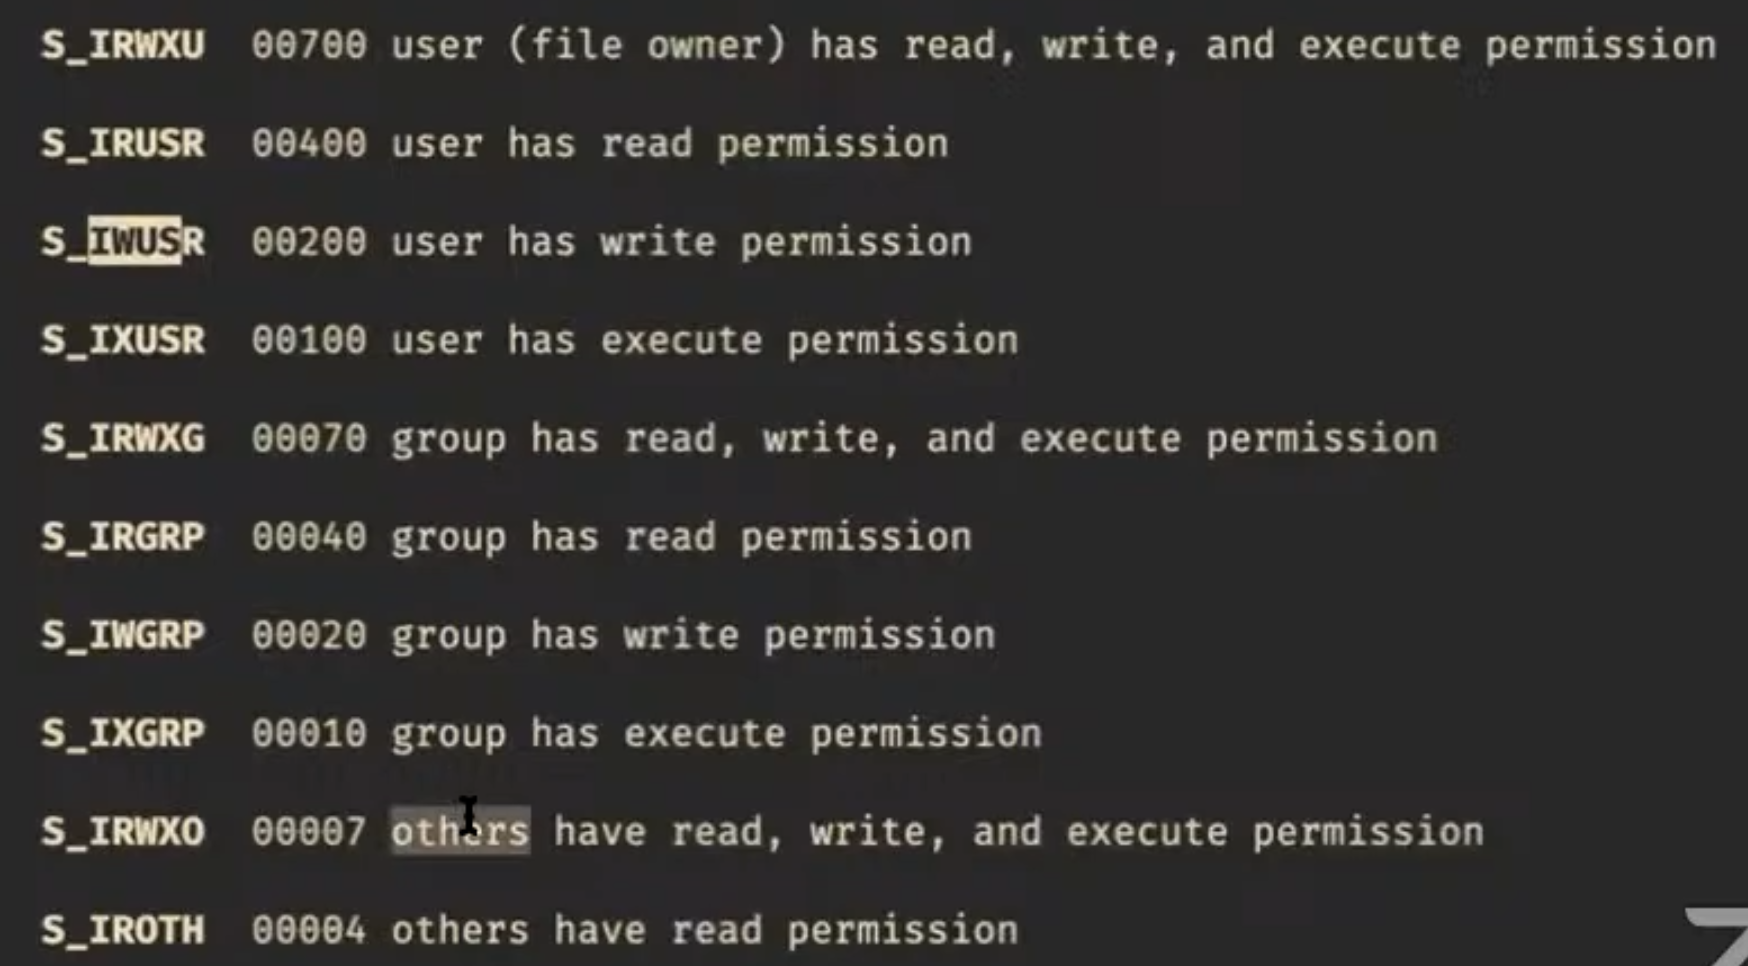 S_IRWXU 00700 user (file owner) has read, write, and execute permission
S_IRUSR 00400 user has read permission
S_IWUSR 00200 user has write permission
S_IXUSR 00100 user has execute permission
S_IRWXG 00070 group has read, write, and execute permission
S_IRGRP 00040 group has read permission
S_IWGRP 00020 group has write permission
S_IXGRP 00010 group has execute permission
S_IRWXO 00007 others have read, write, and execute permission
S_IROTH 00004 others have read permission